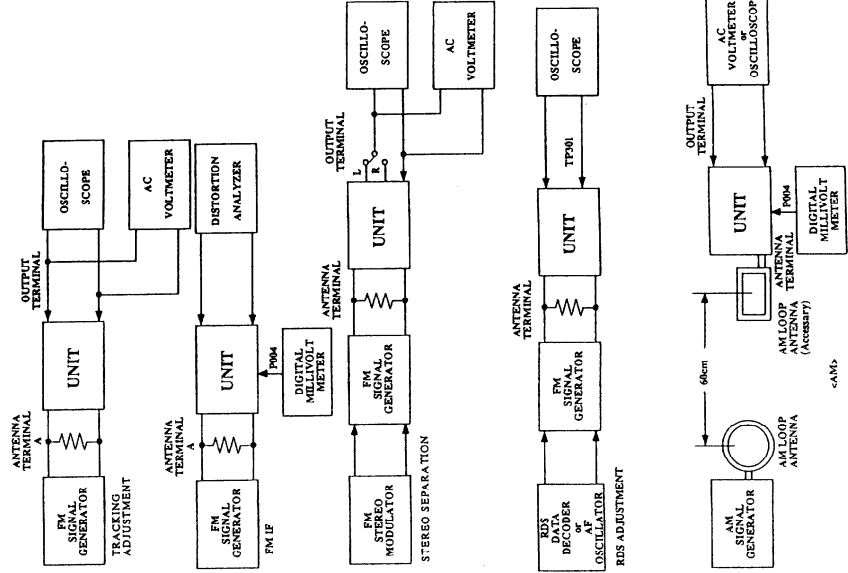 FM
SIGNAL
GENERATOR
TRACKING
ADJUSTMENT
ANTENNA
TERMINAL
A
UNIT
OUTPUT
TERMINAL
OSCILLO-
SCOPE
AC
VOLTMETER
FM
SIGNAL
GENERATOR
FM IF
ANTENNA
TERMINAL
A
UNIT
P004
DIGITAL
MILLIVOLT
METER
DISTORTION
ANALYZER
FM
STEREO
MODULATOR
STEREO SEPARATION
FM
SIGNAL
GENERATOR
ANTENNA
TERMINAL
UNIT
L
R
OUTPUT
TERMINAL
OSCILLO-
SCOPE
AC
VOLTMETER
RDS
DATA
DECODER
or
AF
OSCILLATOR
RDS ADJUSTMENT
FM
SIGNAL
GENERATOR
ANTENNA
TERMINAL
UNIT
TP301
OSCILLO-
SCOPE
AM
SIGNAL
GENERATOR
AM LOOP
ANTENNA
60cm
<AM>
AM LOOP
ANTENNA
(Accessary)
ANTENNA
TERMINAL
UNIT
P004
DIGITAL
MILLIVOLT
METER
OUTPUT
TERMINAL
AC
VOLTMETER
or
OSCILLOSCOPE